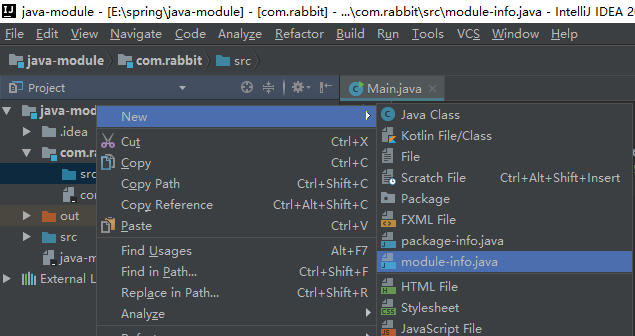 java-module - [E:\spring\java-module] - [com.rabbit] - ...\com.rabbit\src\module-info.java - IntelliJ IDEA 20
File Edit View Navigate Code Analyze Refactor Build Run Tools VCS Window Help
java-module com.rabbit src
Project
Main.java
java-mod
.idea
com.ra
src
co
out
src
java-m
External L
New
Cut Ctrl+X
Copy Ctrl+C
Copy Path Ctrl+Shift+C
Copy Reference Ctrl+Alt+Shift+C
Paste Ctrl+V
Find Usages Alt+F7
Find in Path... Ctrl+Shift+F
Replace in Path... Ctrl+Shift+R
Analyze
Java Class
Kotlin File/Class
File
Scratch File Ctrl+Alt+Shift+Insert
Package
FXML File
package-info.java
module-info.java
HTML File
Stylesheet
JavaScript File